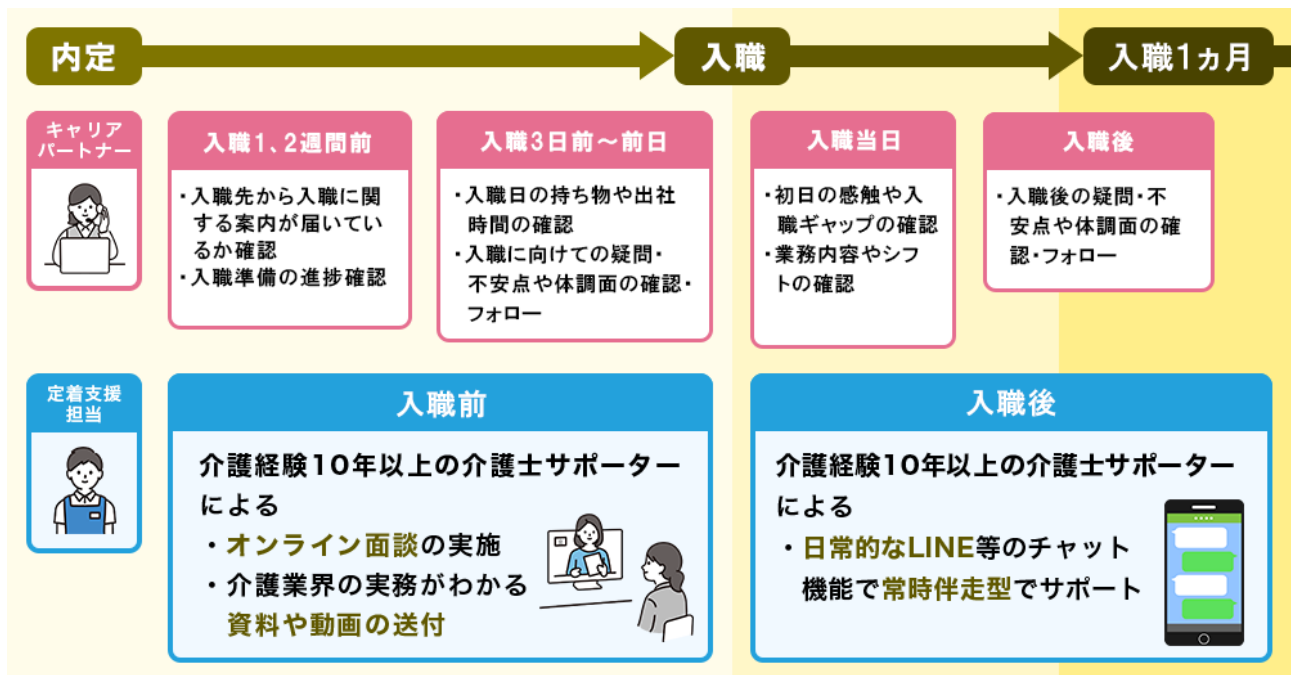 内定
入職
入職1ヵ月
キャリア
パートナー
入職1、2週間前
・入職先から入職に関
する案内が届いてい
るか確認
・入職準備の進捗確認
入職3日前～前日
・入職日の持ち物や出社
時間の確認
・入職に向けての疑問・
不安点や体調面の確認・
フォロー
入職当日
・初日の感触や入
職ギャップの確認
・業務内容やシフ
トの確認
入職後
・入職後の疑問・不
安点や体調面の確
認・フォロー
定着支援
担当
入職前
介護経験10年以上の介護士サポーター
による
・オンライン面談の実施
・介護業界の実務がわかる
資料や動画の送付
入職後
介護経験10年以上の介護士サポーター
による
・日常的なLINE等のチャット
機能で常時伴走型でサポート